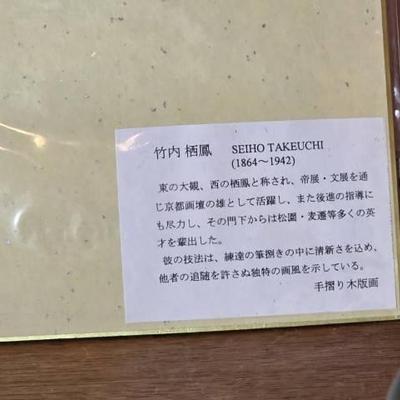 竹内 栖鳳 SEIHO TAKEUCHI
(1864～1942)
東の大観、西の栖鳳と称され、帝展・文展を通
じ京都画壇の雄として活躍し、また後進の指導に
も尽力し、その門下からは松園・麦遷等多くの英
才を輩出した。
彼の技法は、練達の筆捌きの中に清新さを込め、
他者の追随を許さぬ独特の画風を示している。
手摺り木版画